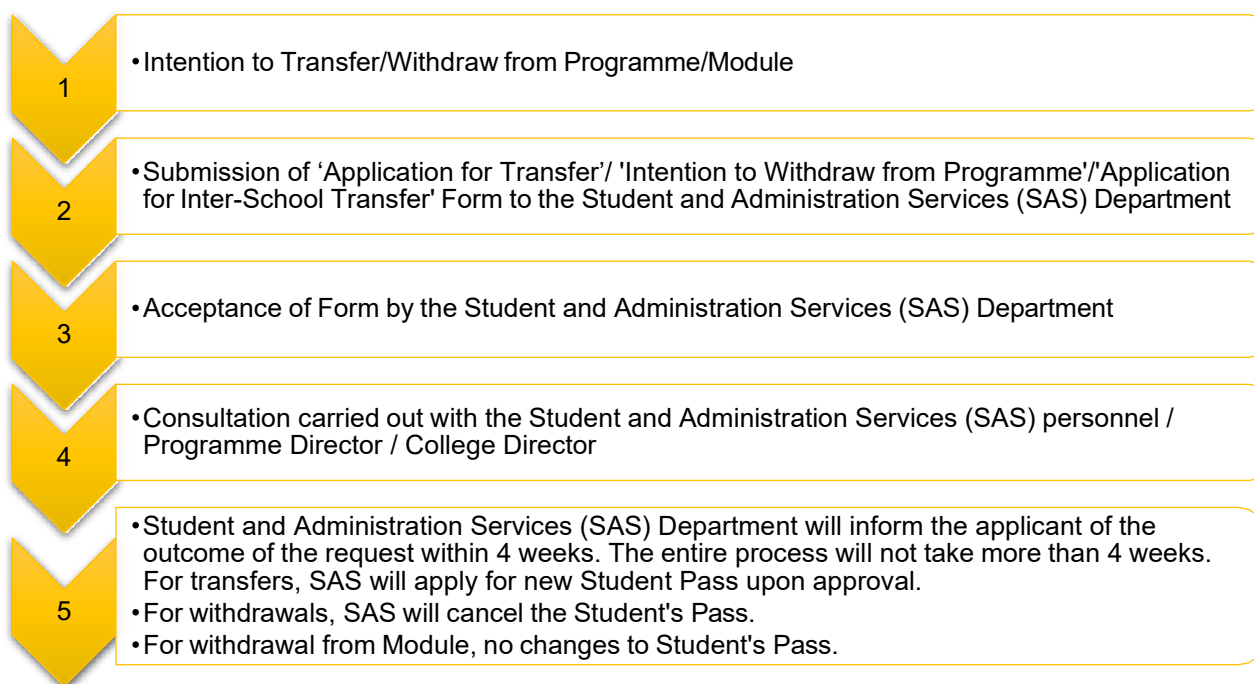 1
•Intention to Transfer/Withdraw from Programme/Module
2
•Submission of ‘Application for Transfer’/ 'Intention to Withdraw from Programme'/'Application
for Inter-School Transfer' Form to the Student and Administration Services (SAS) Department
3
•Acceptance of Form by the Student and Administration Services (SAS) Department
4
•Consultation carried out with the Student and Administration Services (SAS) personnel /
Programme Director / College Director
5
•Student and Administration Services (SAS) Department will inform the applicant of the
outcome of the request within 4 weeks. The entire process will not take more than 4 weeks.
For transfers, SAS will apply for new Student Pass upon approval.
•For withdrawals, SAS will cancel the Student's Pass.
•For withdrawal from Module, no changes to Student's Pass.